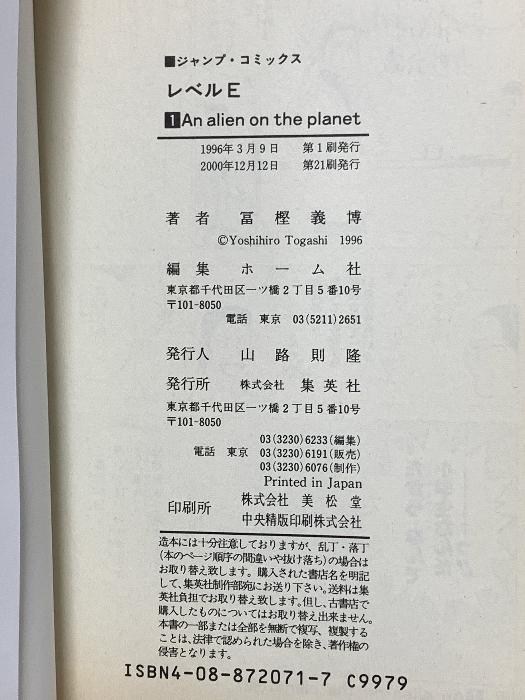 ■ジャンプ・コミックス
レベルE
1 An alien on the planet
1996年3月9日 第1刷発行
2000年12月12日 第21刷発行
著者 冨樫義博
©Yoshihiro Togashi 1996
編集 ホーム社
東京都千代田区一ツ橋2丁目5番10号
〒101-8050
電話 東京 03(5211)2651
発行人 山路則隆
発行所 株式会社 集英社
東京都千代田区一ツ橋2丁目5番10号
〒101-8050
03(3230)6233(編集)
電話 東京 03(3230)6191(販売)
03(3230)6076(制作)
Printed in Japan
印刷所 株式会社 美松堂
中央精版印刷株式会社
造本には十分注意しておりますが、乱丁・落丁
(本のページ順序の間違いや抜け落ち)の場合は
お取り替え致します。購入された書店名を明記
して、集英社制作部宛にお送り下さい。送料は集
英社負担でお取り替え致します。但し、古書店で
購入したものについてはお取り替え出来ません。
本書の一部または全部を無断で複写、複製する
ことは、法律で認められた場合を除き、著作権の
侵害となります。
ISBN4-08-872071-7 C9979